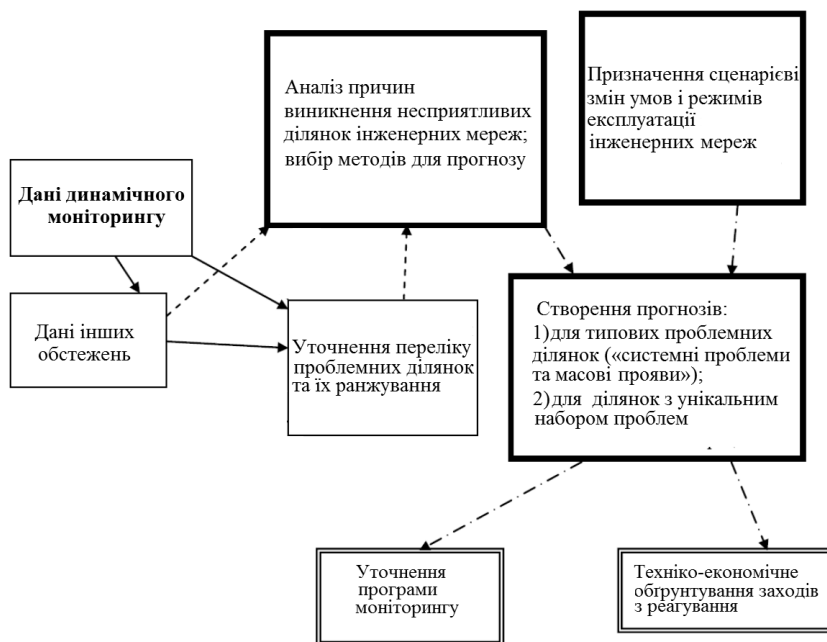 Аналіз причин
виникнення несприятливих
ділянок інженерних мереж;
вибір методів для прогнозу
Призначення сценарієві
змін умов і режимів
експлуатації
інженерних мереж
Дані динамічного
моніторингу
Дані інших
обстежень
Уточнення переліку
проблемних ділянок
та їх ранжування
Створення прогнозів:
1)для типових проблемних
ділянок («системні проблеми
та масові прояви»);
2)для ділянок з унікальним
набором проблем
Уточнення
програми
моніторингу
Техніко-економічне
обґрунтування заходів
з реагування